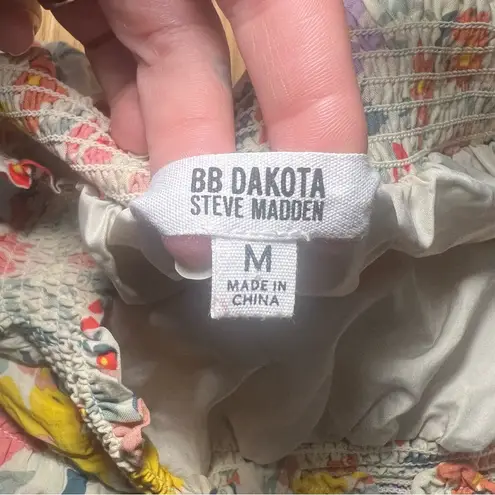 BB DAKOTA
STEVE MADDEN
M
MADE IN
CHINA